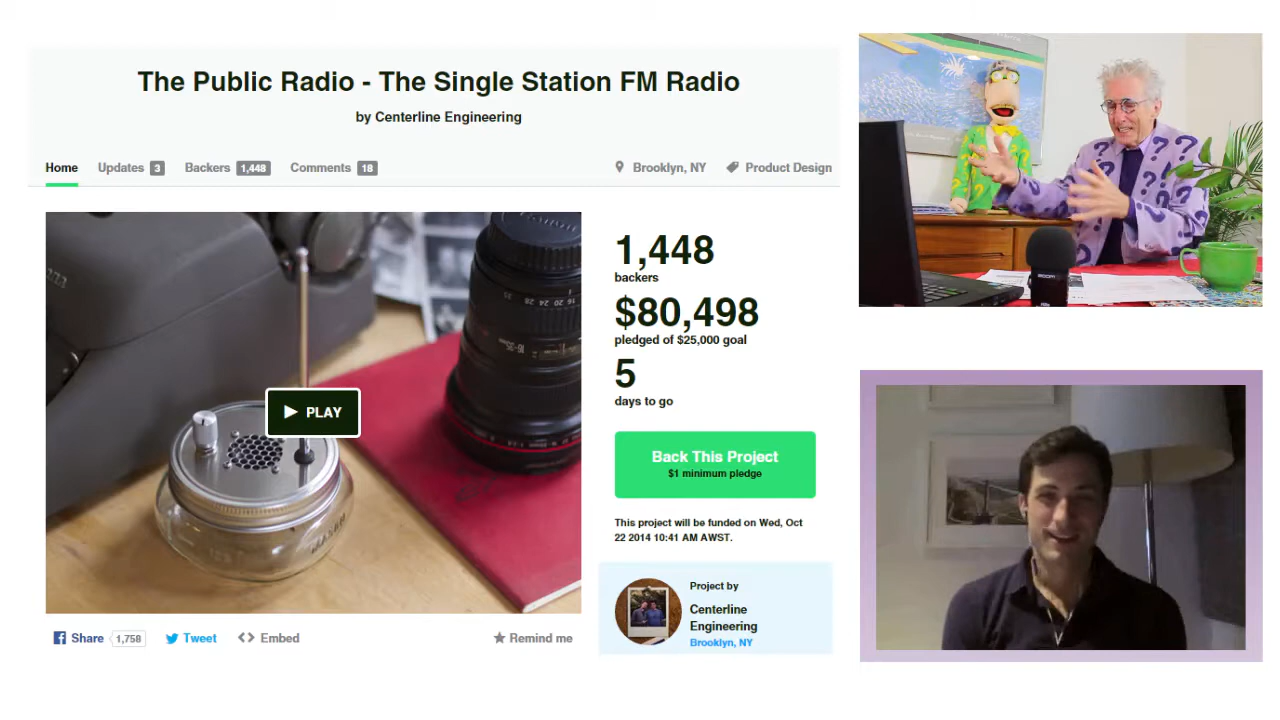 The Public Radio - The Single Station FM Radio
by Centerline Engineering
Home Updates 3 Backers 1,448 Comments 18 Brooklyn, NY Product Design
PLAY
1,448
backers
$80,498
pledged of $25,000 goal
5
days to go
Back This Project
$1 minimum pledge
This project will be funded on Wed, Oct
22 2014 10:41 AM AWST.
Project by
Centerline
Engineering
Brooklyn, NY
Share 1,758 Tweet Embed Remind me
zoom